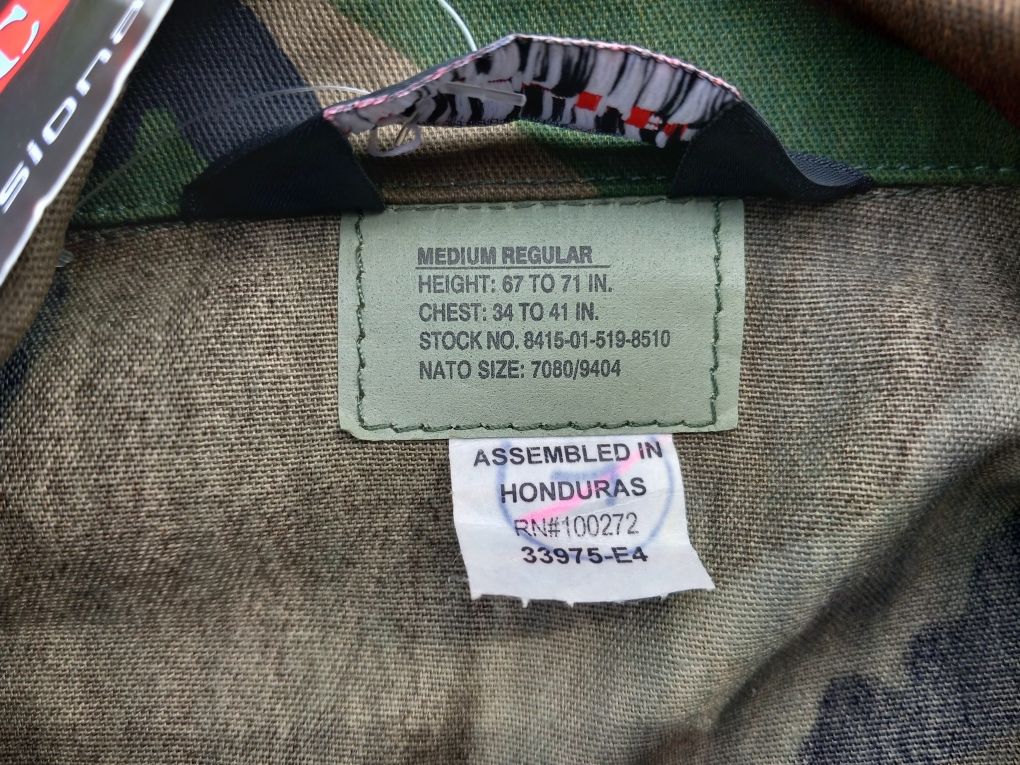 C
siona
MEDIUM REGULAR
HEIGHT: 67 TO 71 IN.
CHEST: 34 TO 41 IN.
STOCK NO. 8415-01-519-8510
NATO SIZE: 7080/9404
ASSEMBLED IN
HONDURAS
RN#100272
33975-E4